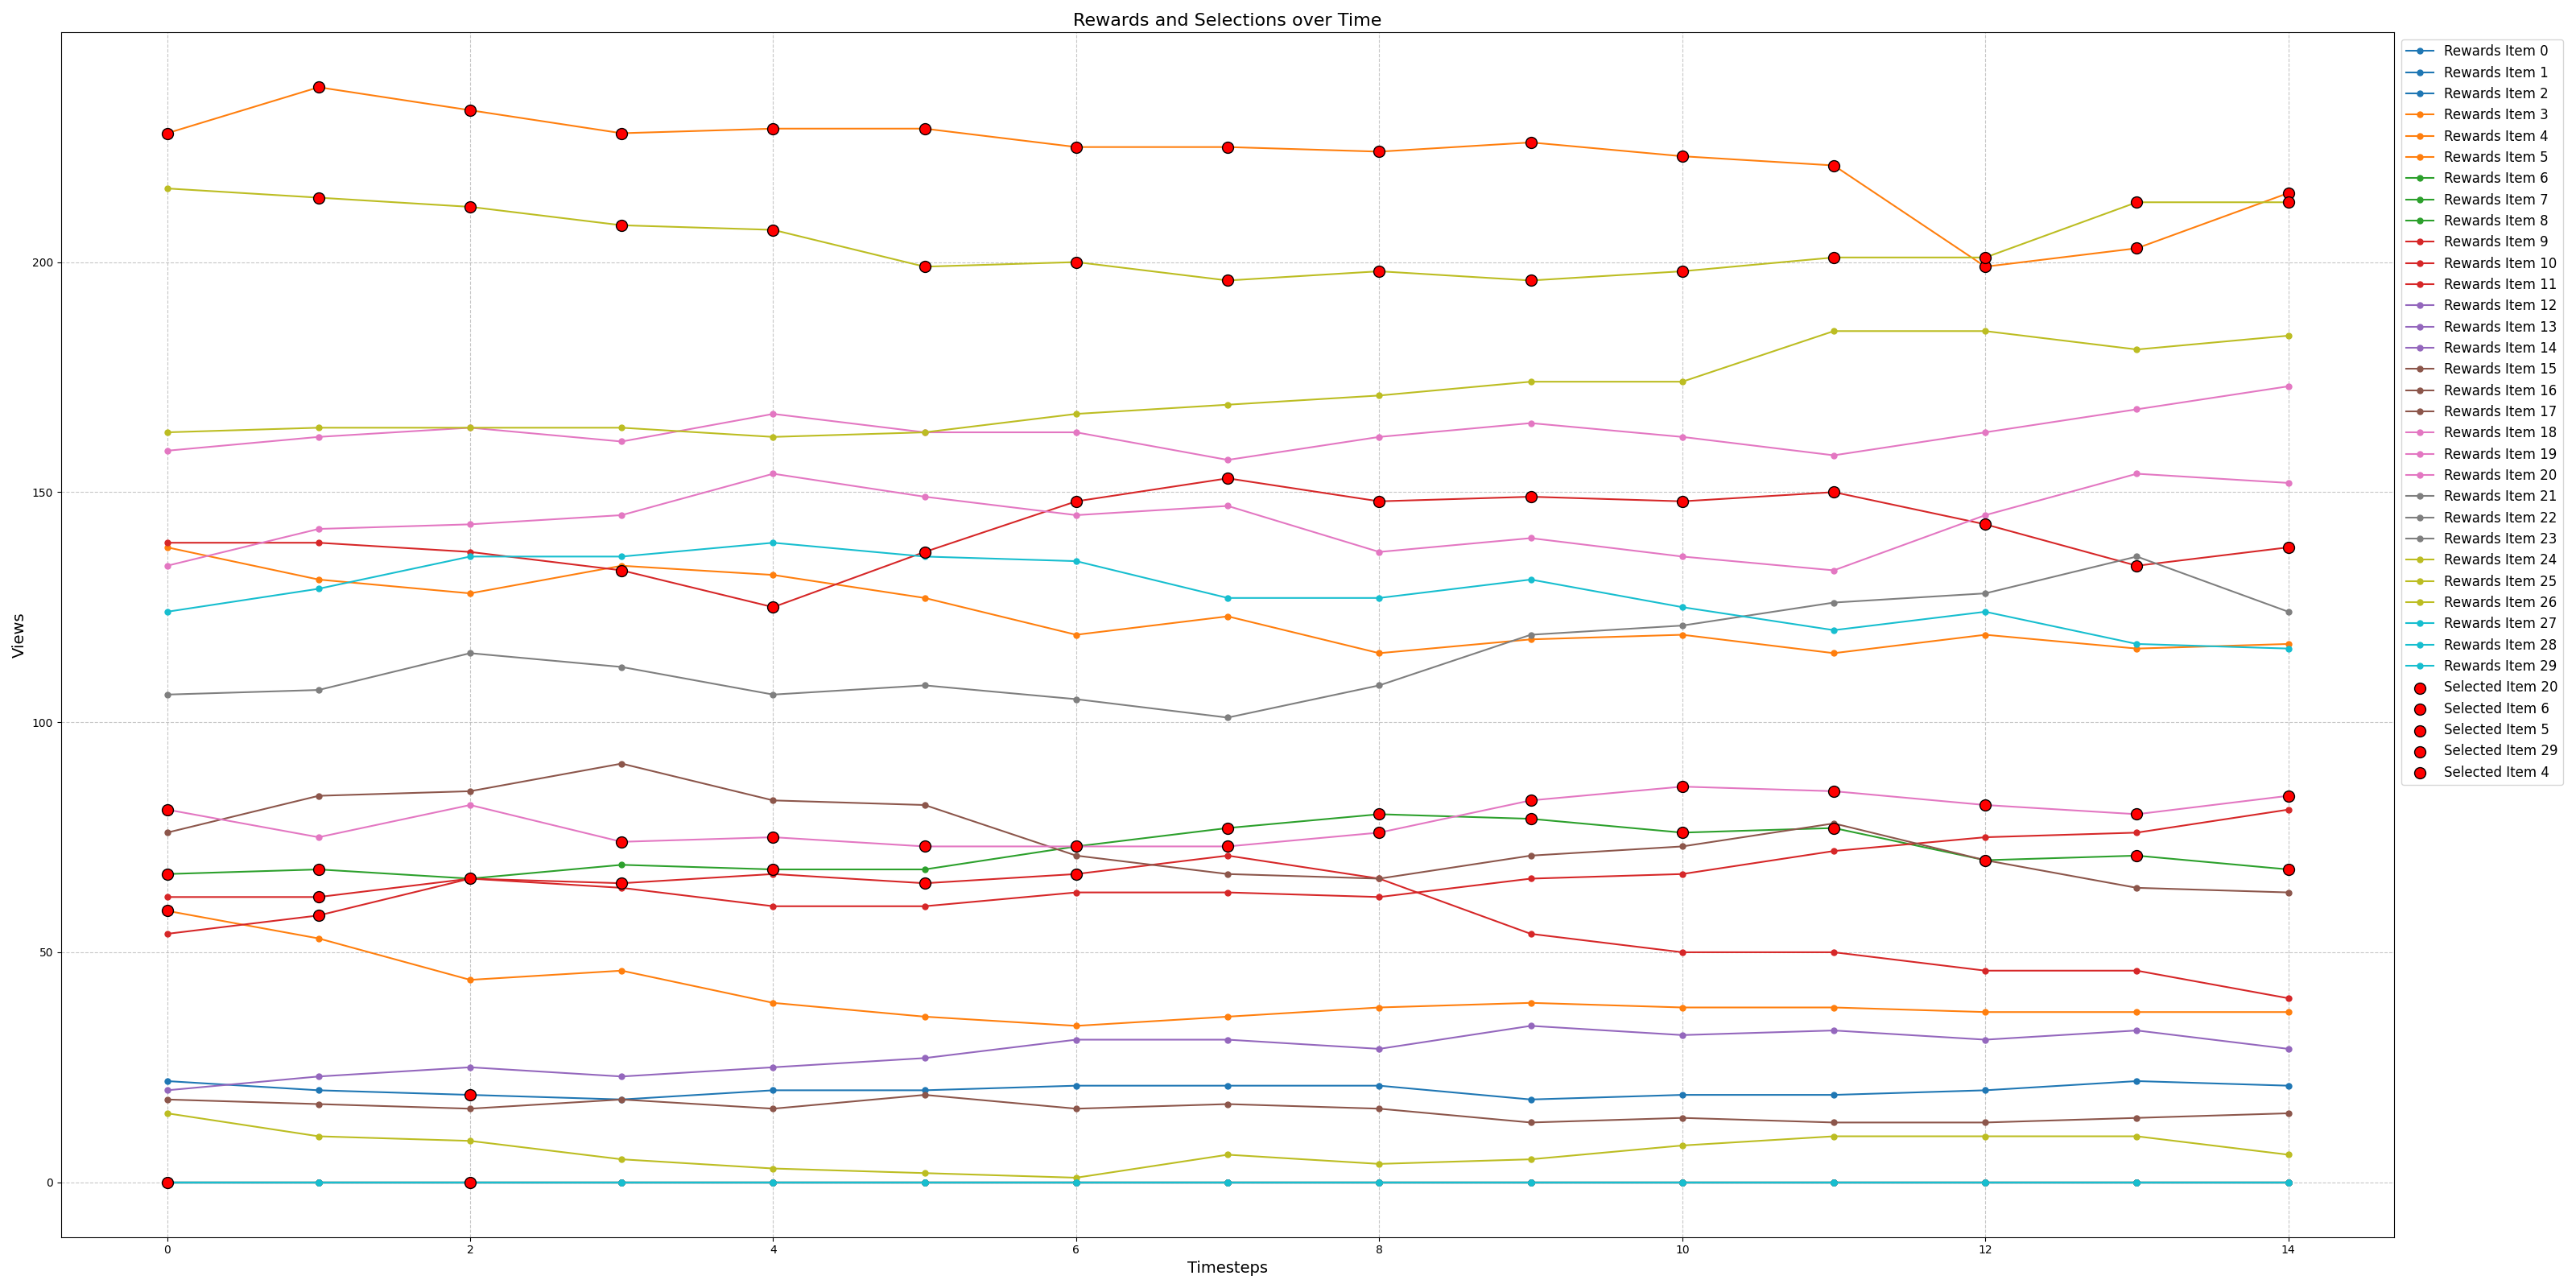 Rewards and Selections over Time
Views
200
150
100
50
0
0 2 4 6 8 10 12 14
Timesteps
Rewards Item 0
Rewards Item 1
Rewards Item 2
Rewards Item 3
Rewards Item 4
Rewards Item 5
Rewards Item 6
Rewards Item 7
Rewards Item 8
Rewards Item 9
Rewards Item 10
Rewards Item 11
Rewards Item 12
Rewards Item 13
Rewards Item 14
Rewards Item 15
Rewards Item 16
Rewards Item 17
Rewards Item 18
Rewards Item 19
Rewards Item 20
Rewards Item 21
Rewards Item 22
Rewards Item 23
Rewards Item 24
Rewards Item 25
Rewards Item 26
Rewards Item 27
Rewards Item 28
Rewards Item 29
Selected Item 20
Selected Item 6
Selected Item 5
Selected Item 29
Selected Item 4